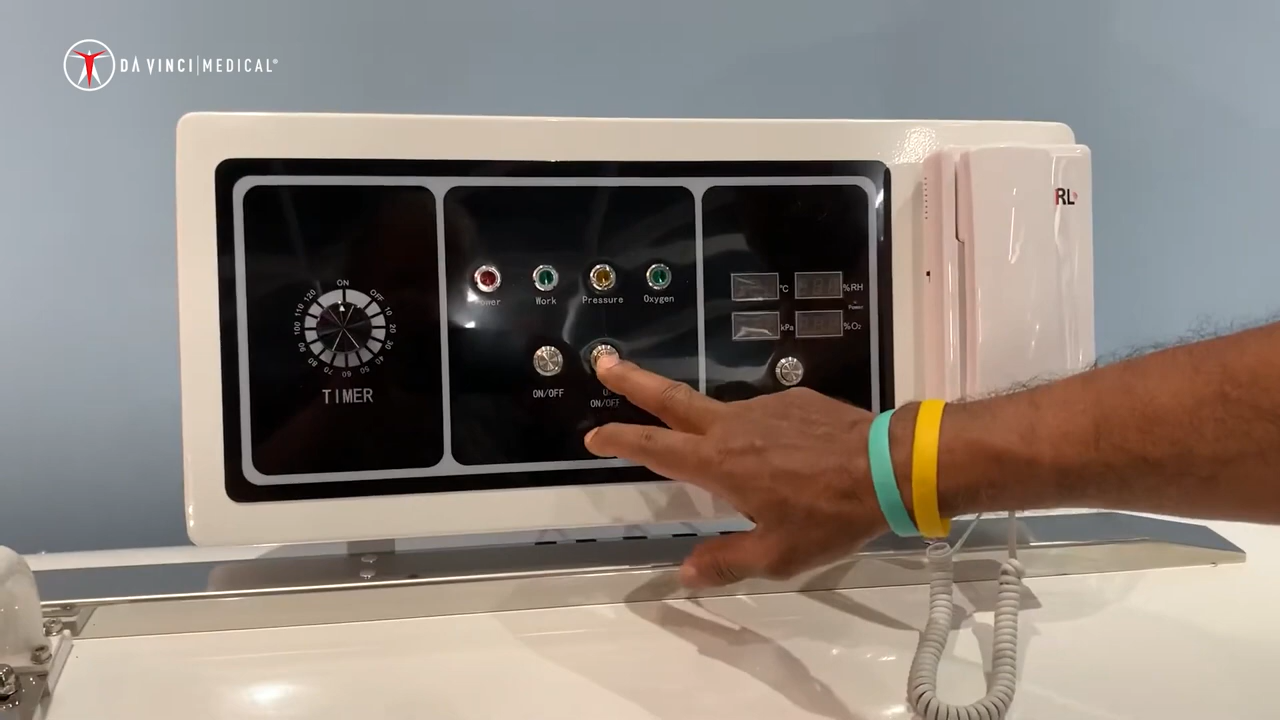 DA VINCI | MEDICAL®
RL
ON
OFF
10
20
30
40
50
60
70
80
90
100
110
120
TIMER
Power
Work
Pressure
Oxygen
ON/OFF
ON/OFF
℃
%RH
kPa
%O₂